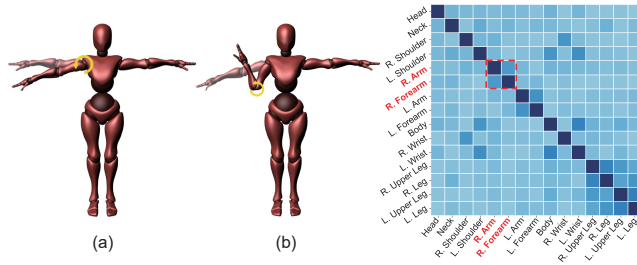 Head
Neck
R. Shoulder
L. Shoulder
R. Arm
R. Forearm
L. Arm
L. Forearm
Body
R. Wrist
L. Wrist
R. Upper Leg
R. Leg
L. Upper Leg
L. Leg
Head
Neck
R. Shoulder
L. Shoulder
R. Arm
R. Forearm
L. Arm
L. Forearm
Body
R. Wrist
L. Wrist
R. Upper Leg
R. Leg
L. Upper Leg
L. Leg
(a)
(b)